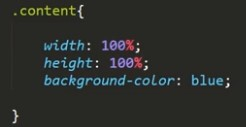 .content{
width: 100%;
height: 100%;
background-color: blue;
}